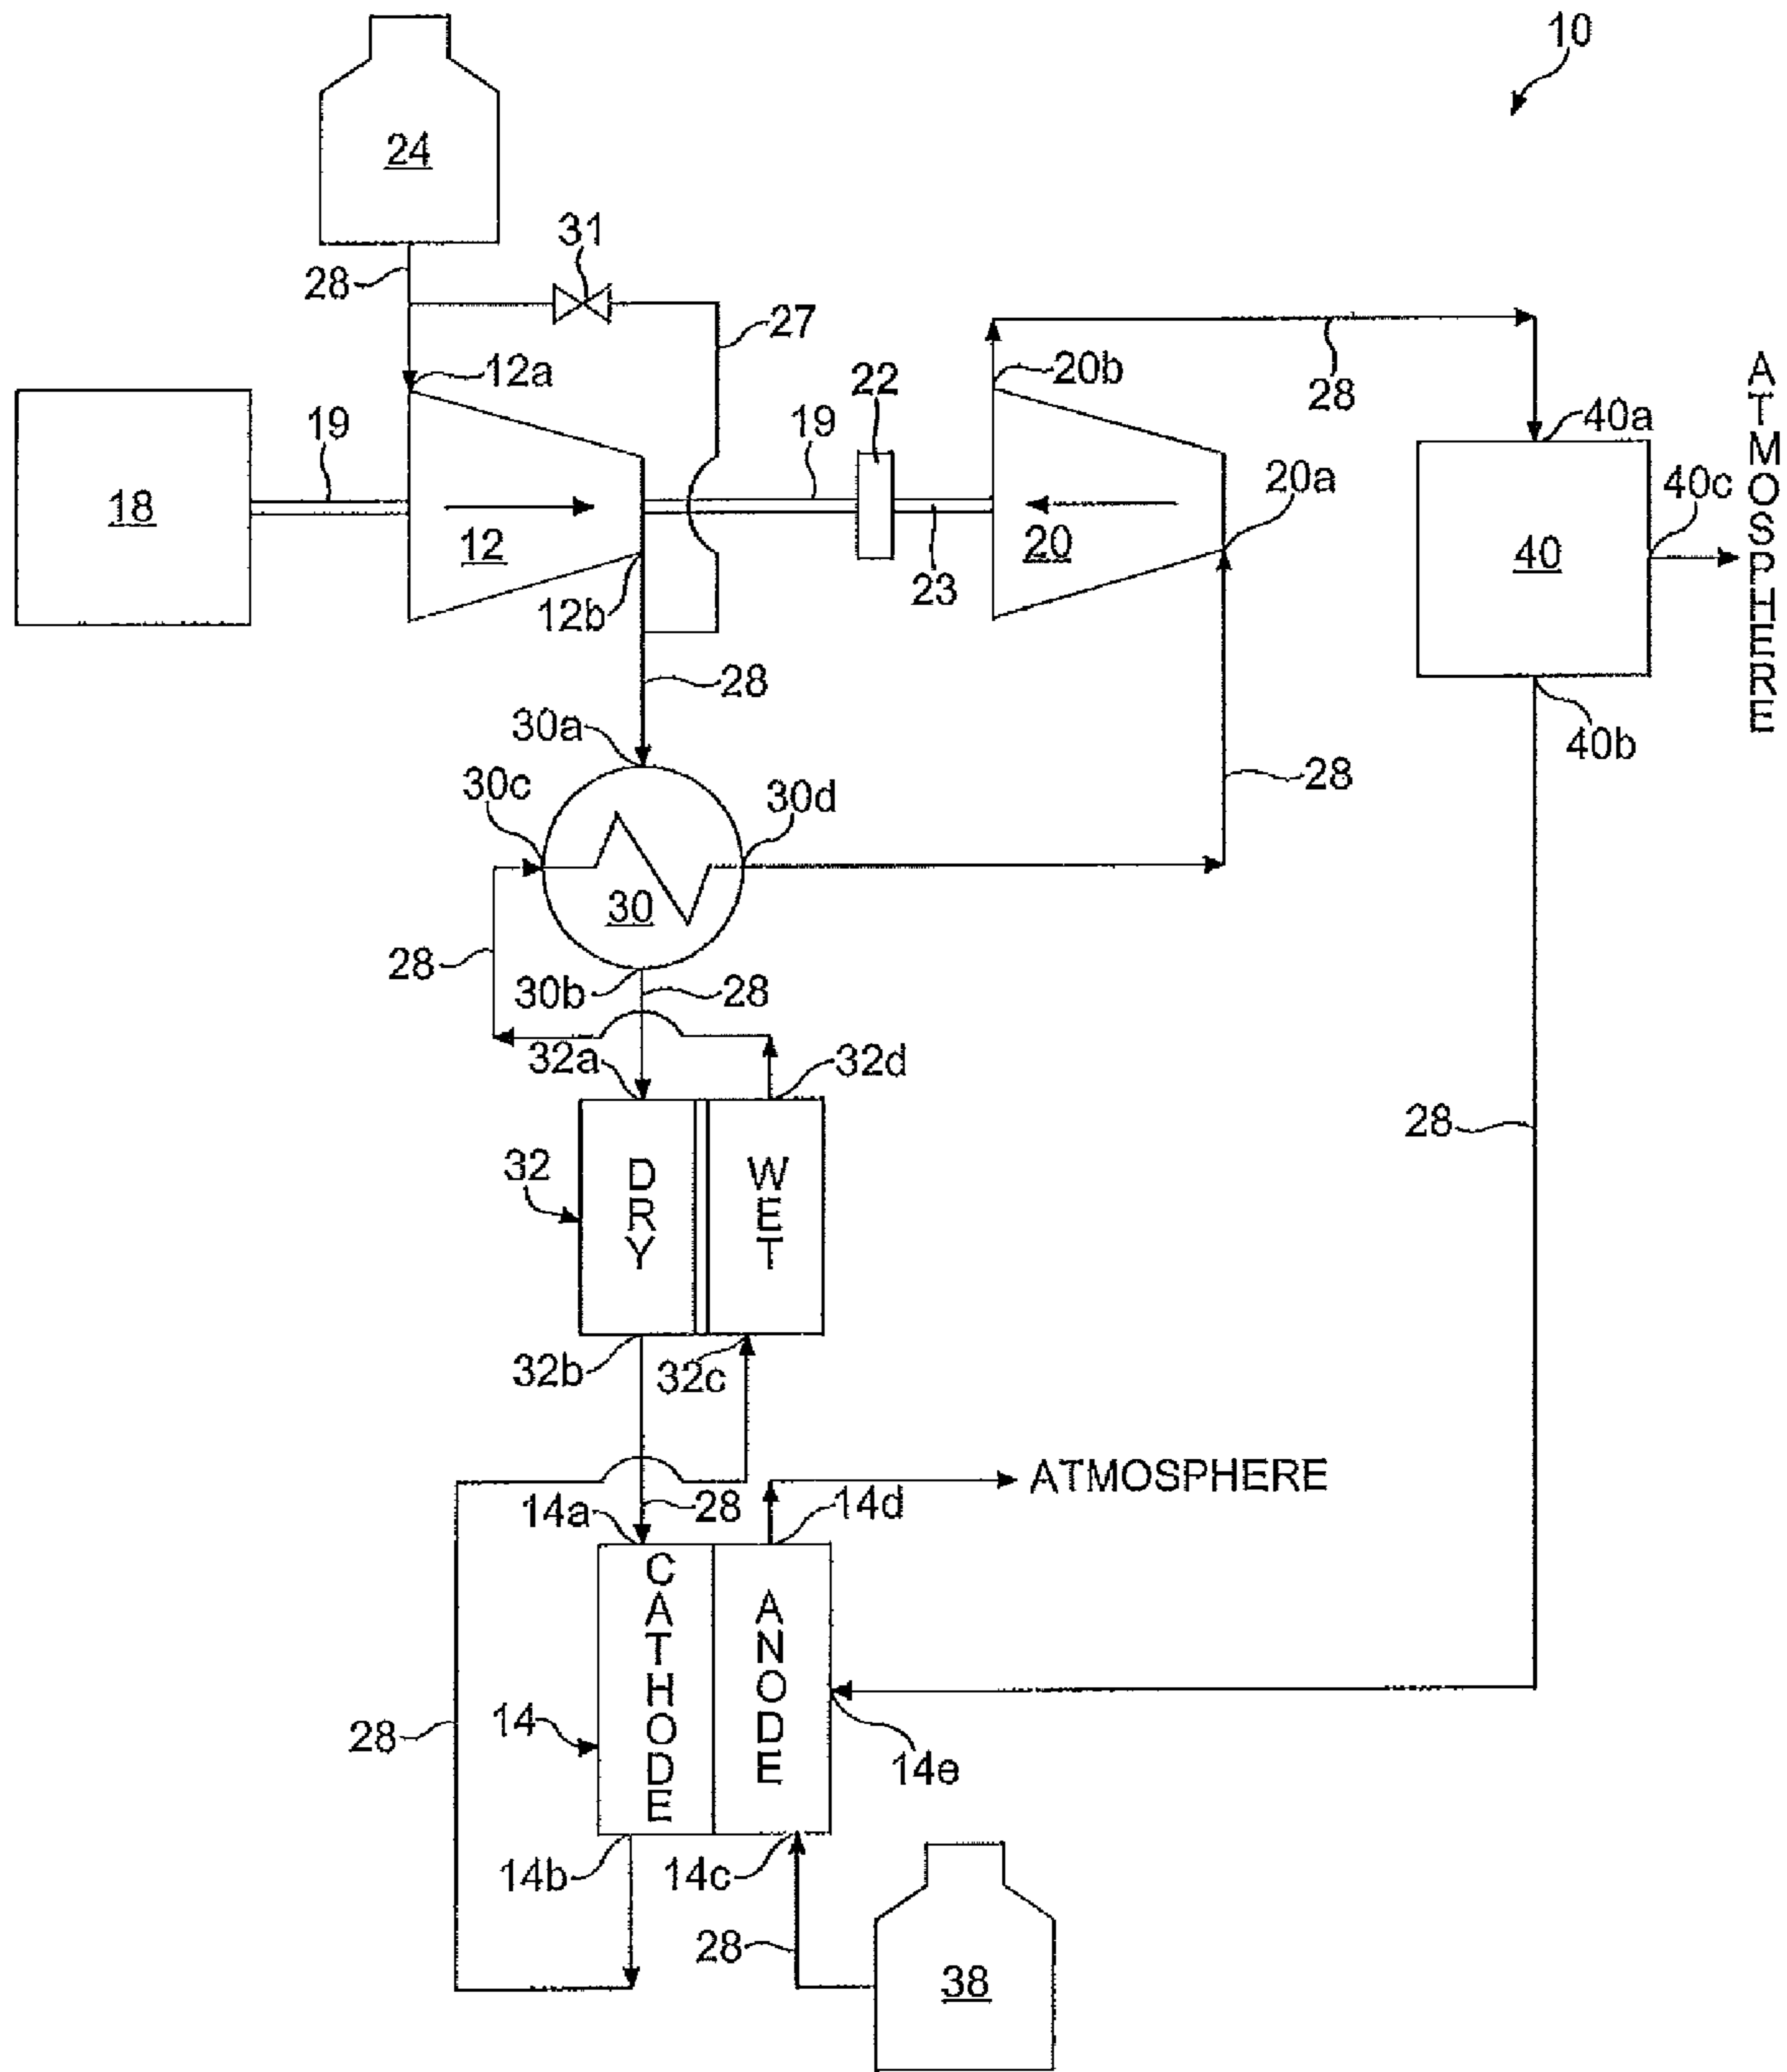 10
24
31
28
27
12a
20b
22
28
40a
19
19
20a
40c
18
12
20
40
23
12b
28
40b
30a
30c
30d
28
30
28
30b
28
32a
32d
28
32
DRY
WET
32b
32c
ATMOSPHERE
14a
28
14d
CATHODE
ANODE
28
14
14e
14b
14c
28
38
ATMOSPHERE